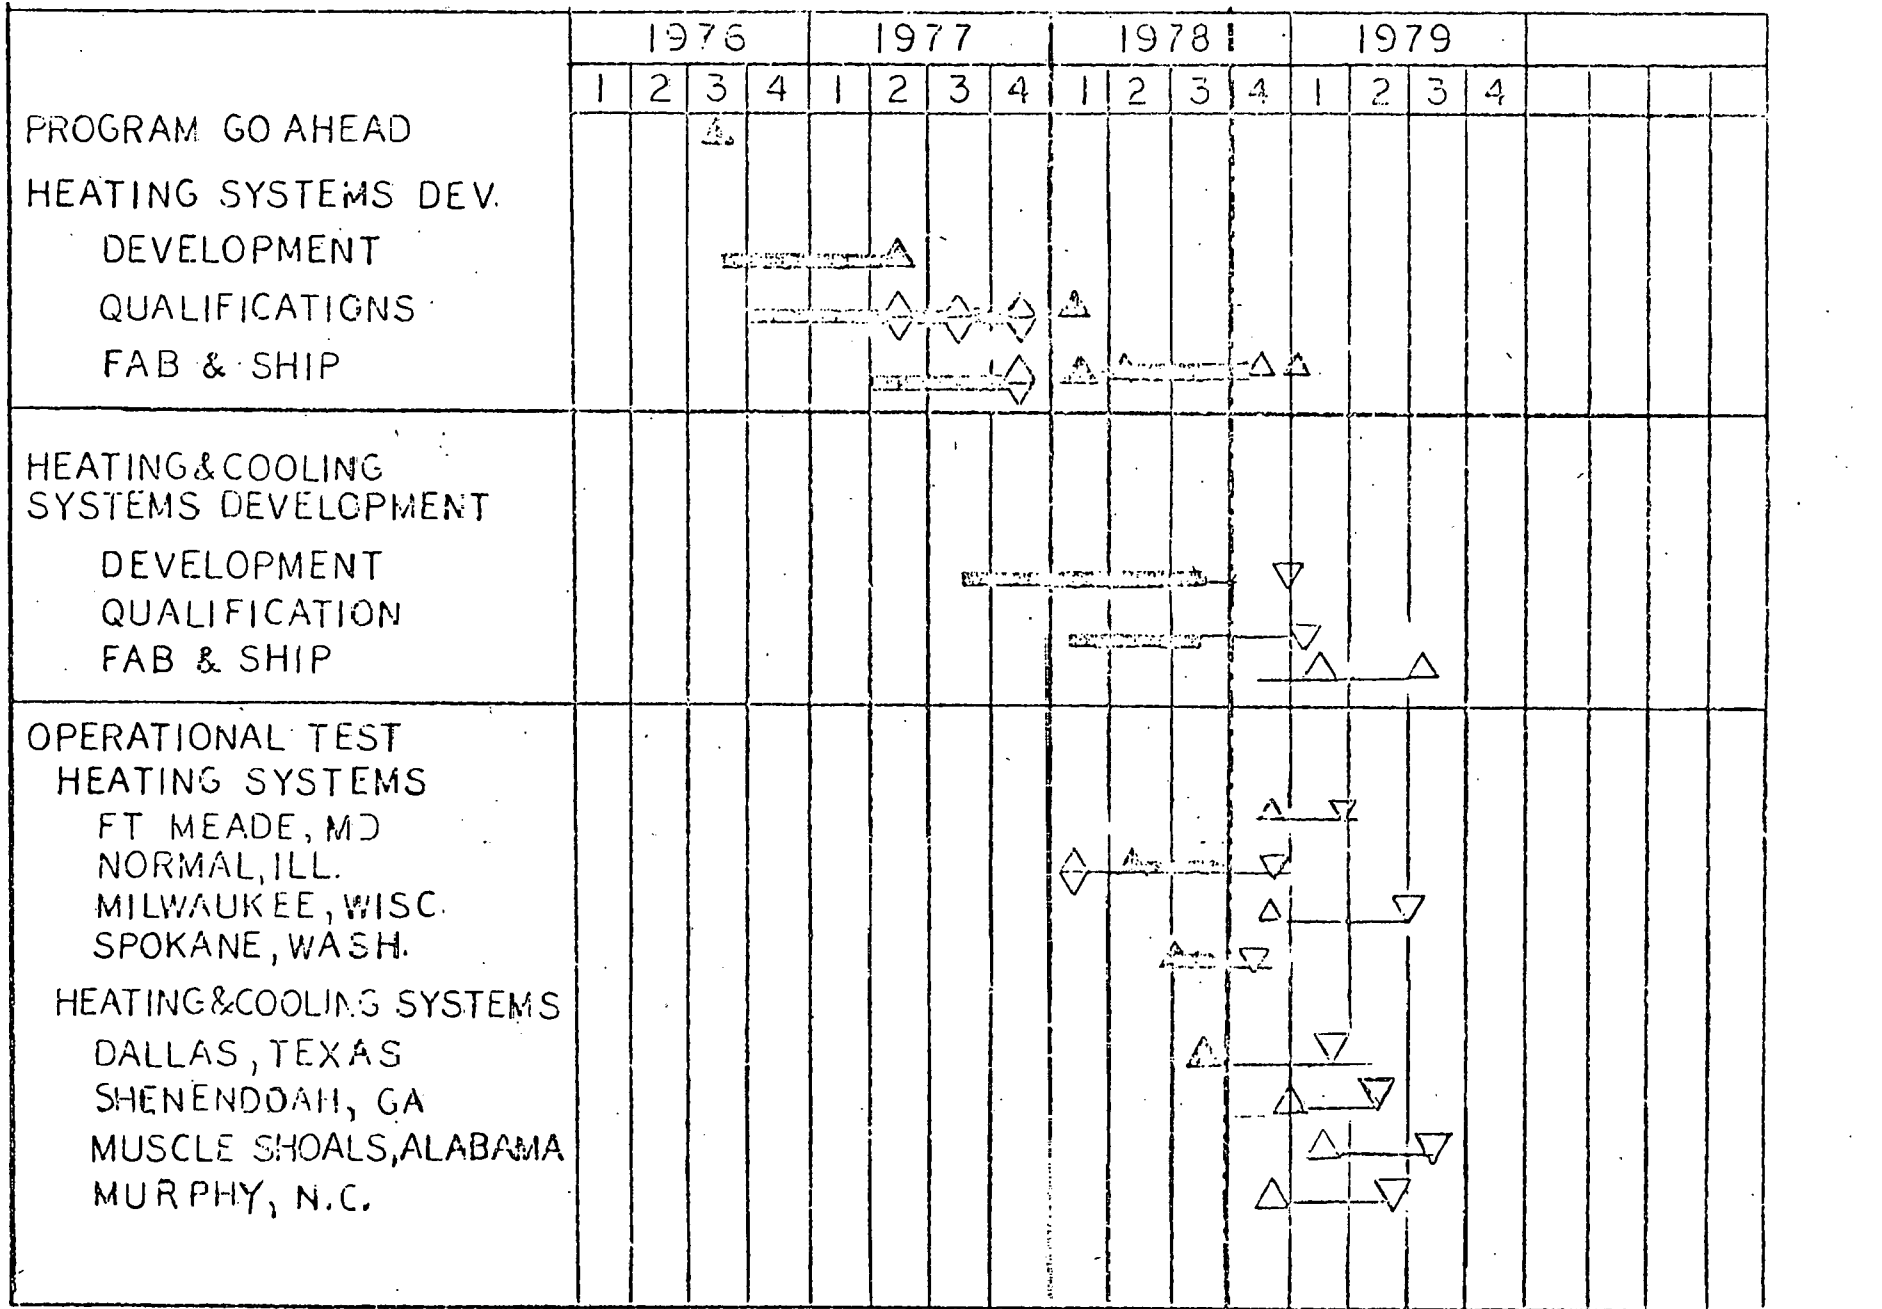 1976 1977 1978 1979
1 2 3 4 1 2 3 4 1 2 3 4 1 2 3 4
PROGRAM GO AHEAD
HEATING SYSTEMS DEV.
DEVELOPMENT
QUALIFICATIONS
FAB & SHIP
HEATING&COOLING
SYSTEMS DEVELOPMENT
DEVELOPMENT
QUALIFICATION
FAB & SHIP
OPERATIONAL TEST
HEATING SYSTEMS
FT MEADE, MD
NORMAL, ILL.
MILWAUKEE, WISC.
SPOKANE, WASH.
HEATING&COOLING SYSTEMS
DALLAS, TEXAS
SHENENDOAH, GA
MUSCLE SHOALS, ALABAMA
MURPHY, N.C.